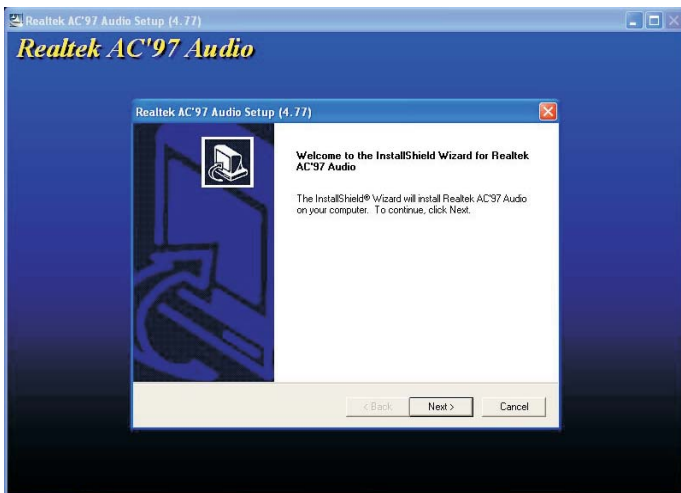 Realtek AC'97 Audio Setup (4.77)
Realtek AC'97 Audio
Realtek AC'97 Audio Setup (4.77)
Welcome to the InstallShield Wizard for Realtek
AC'97 Audio
The InstallShield® Wizard will install Realtek AC'97 Audio
on your computer. To continue, click Next.
< Back Next > Cancel